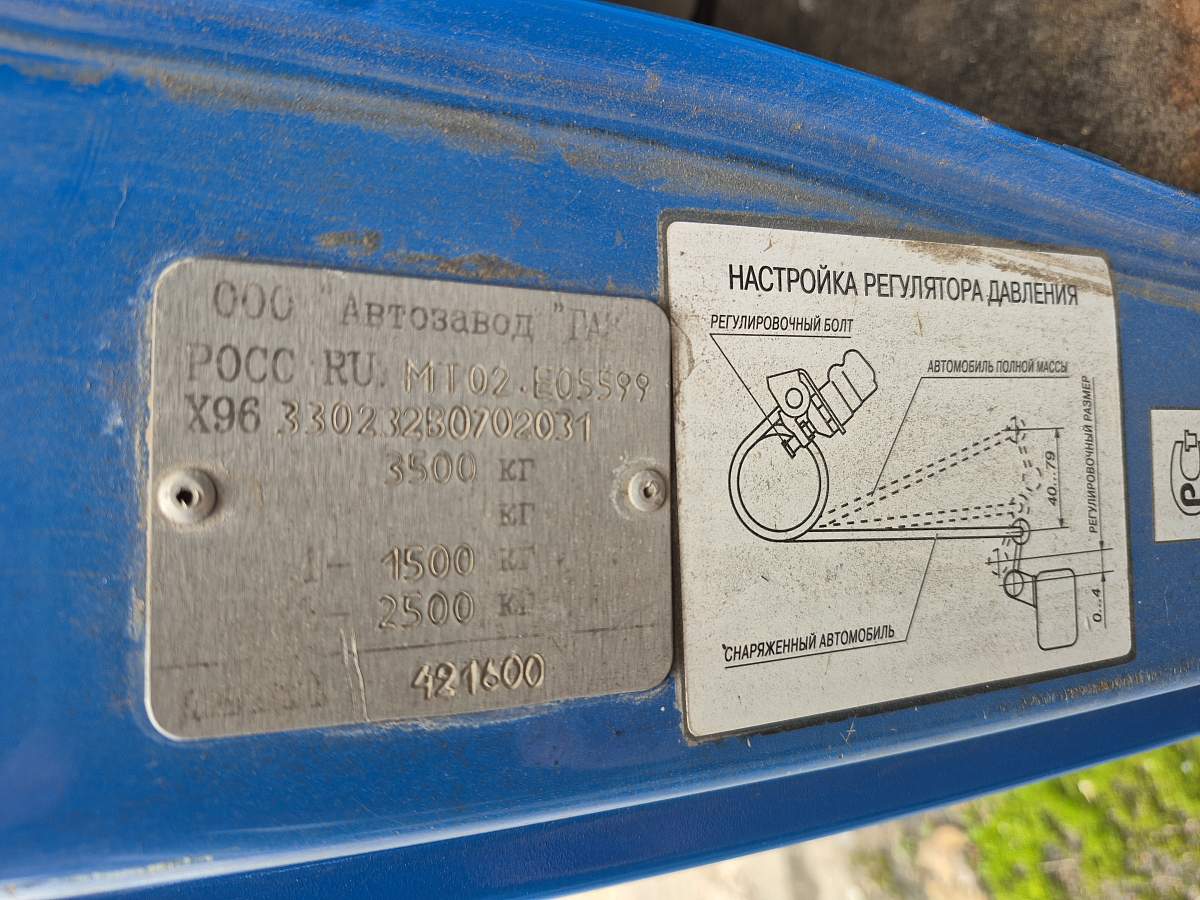 ООО "Автозавод "ГАЗ"
РОСС RU. МТ02.Е05599
X96 330232B0702031
3500 кг
кг
1- 1500 кг
2500 кг
421600
НАСТРОЙКА РЕГУЛЯТОРА ДАВЛЕНИЯ
РЕГУЛИРОВОЧНЫЙ БОЛТ
АВТОМОБИЛЬ ПОЛНОЙ МАССЫ
РЕГУЛИРОВОЧНЫЙ РАЗМЕР
40...79
0...4
СНАРЯЖЕННЫЙ АВТОМОБИЛЬ